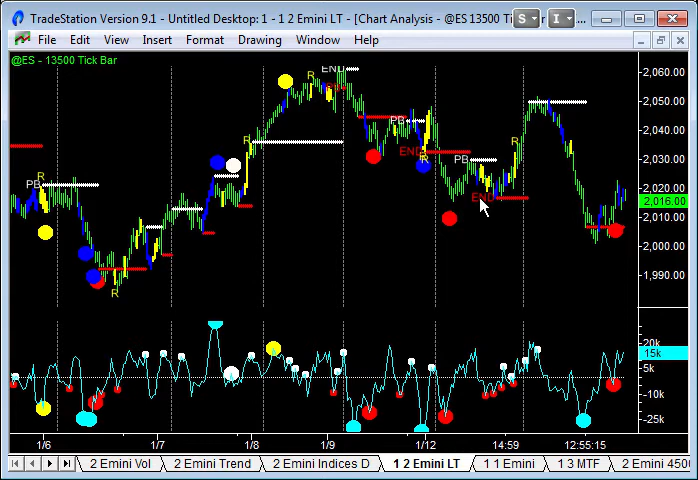 TradeStation Version 9.1 - Untitled Desktop: 1 - 1 2 Emini LT - [Chart Analysis - @ES 13500 Tick Bar
S
I
File Edit View Insert Format Drawing Window Help
@ES - 13500 Tick Bar
END
2,060.00
R
R
END
2,050.00
PB
2,040.00
R
R
END
R
PB
2,030.00
PB
R
2,020.00
END
2,016.00
2,010.00
2,000.00
1,990.00
R
R
20k
15k
5k
-4k
-10k
-25k
1/6 1/7 1/8 1/9 1/12 14:59 12:55:15
2 Emini Vol 2 Emini Trend 2 Emini Indices D 1 2 Emini LT 1 1 Emini 1 3 MTF 2 Emini 4500